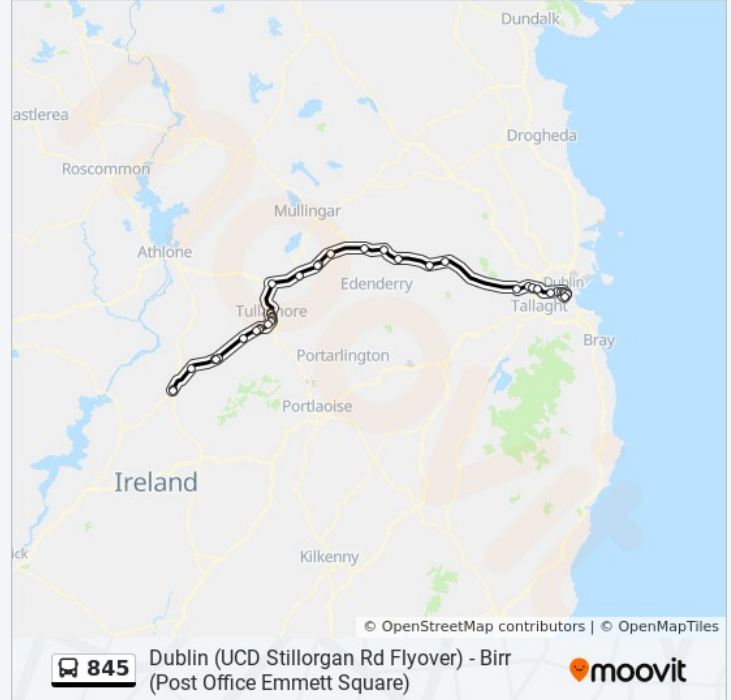 Dundalk
astlerea
Drogheda
Roscommon
Mullingar
Athlone
Edenderry
Dublin
Tullamore
Tallaght
Bray
Portarlington
Portlaoise
Ireland
ick
Kilkenny
moovit
© OpenStreetMap contributors | © OpenMapTiles
845
Dublin (UCD Stillorgan Rd Flyover) - Birr
(Post Office Emmett Square)
moovit